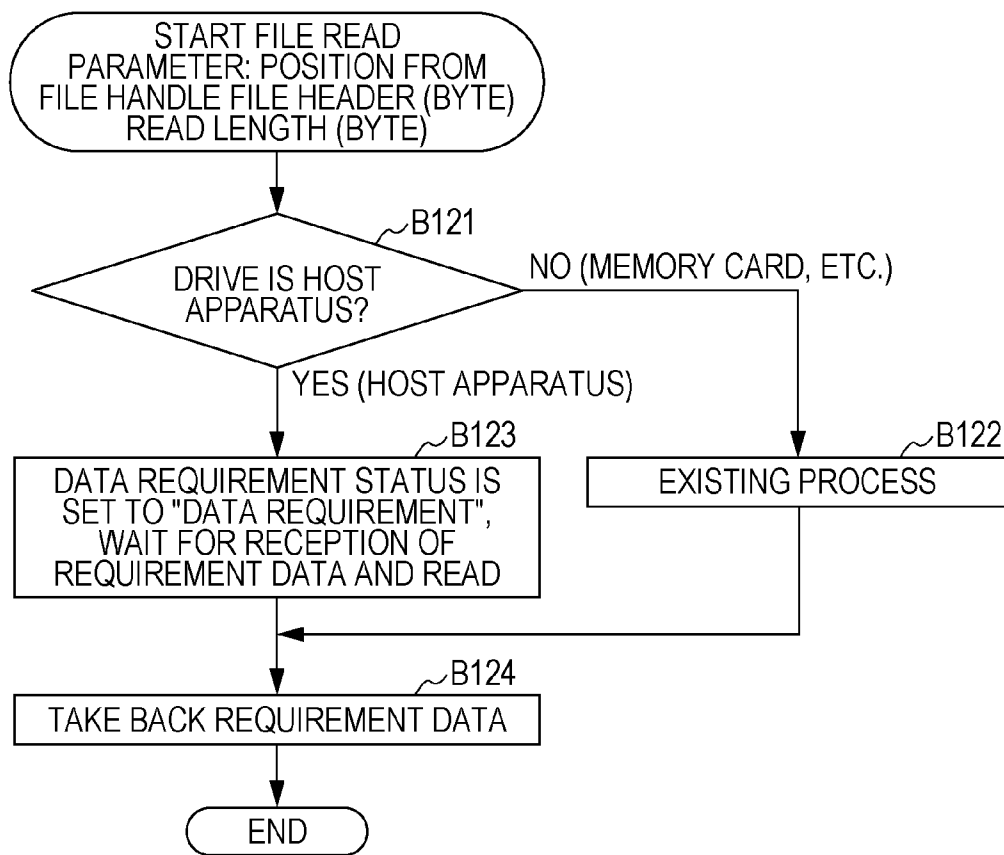 START FILE READ
PARAMETER: POSITION FROM
FILE HANDLE FILE HEADER (BYTE)
READ LENGTH (BYTE)
B121
DRIVE IS HOST
APPARATUS?
NO (MEMORY CARD, ETC.)
YES (HOST APPARATUS)
B123
DATA REQUIREMENT STATUS IS
SET TO "DATA REQUIREMENT",
WAIT FOR RECEPTION OF
REQUIREMENT DATA AND READ
B122
EXISTING PROCESS
B124
TAKE BACK REQUIREMENT DATA
END